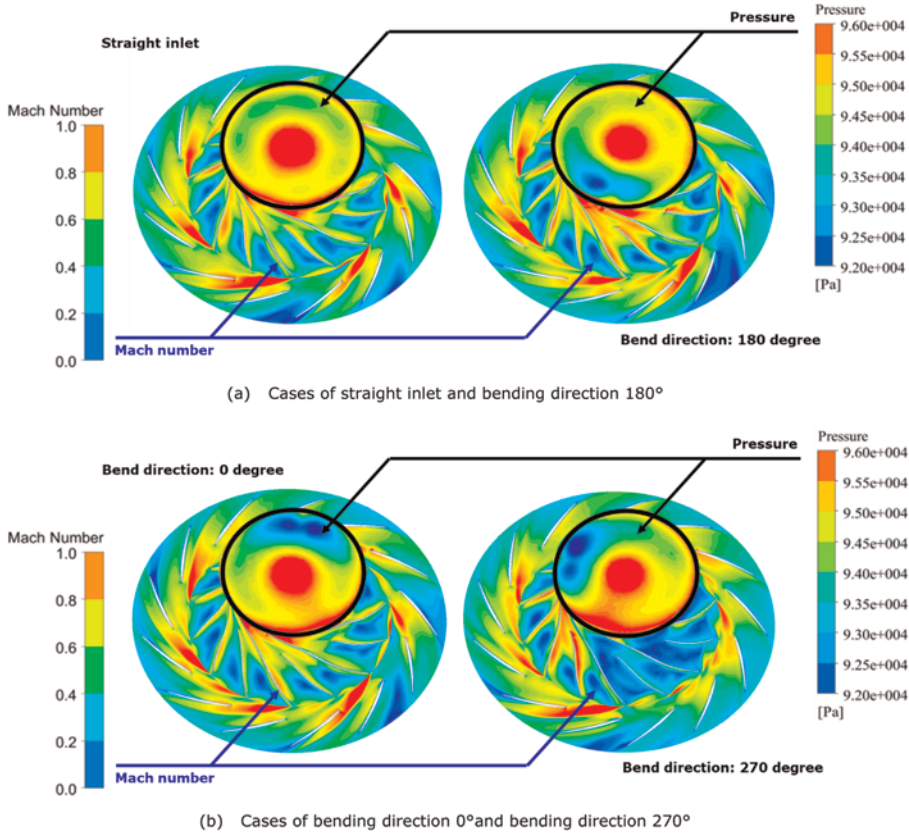 Pressure
Straight inlet
Mach Number
1.0
0.8
0.6
0.4
0.2
0.0
Pressure
9.60e+004
9.55e+004
9.50e+004
9.45e+004
9.40e+004
9.35e+004
9.30e+004
9.25e+004
9.20e+004
[Pa]
Mach number
Bend direction: 180 degree
(a) Cases of straight inlet and bending direction 180°
Pressure
Bend direction: 0 degree
Mach Number
1.0
0.8
0.6
0.4
0.2
0.0
Pressure
9.60e+004
9.55e+004
9.50e+004
9.45e+004
9.40e+004
9.35e+004
9.30e+004
9.25e+004
9.20e+004
[Pa]
Mach number
Bend direction: 270 degree
(b) Cases of bending direction 0°and bending direction 270°